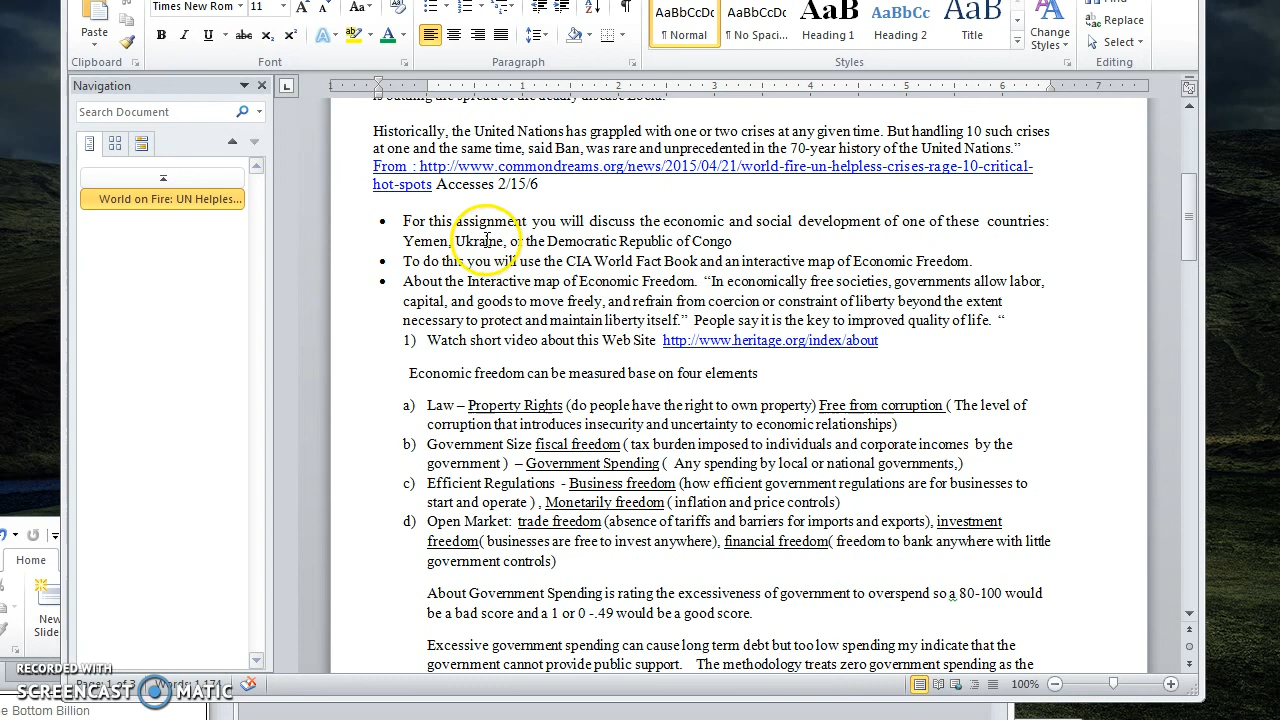 Times New Rom
11
Aa
Paste
B I U abc X2 X2
A A
AaBbCcDc AaBbCcDc AaBbC AaBbCc AaB
¶ Normal ¶ No Spaci... Heading 1 Heading 2 Title
Change Styles
Replace
Select
Clipboard Font Paragraph Styles Editing
Navigation
Search Document
World on Fire: UN Helples...
L
1 1 2 3 4 5 6 7
Historically, the United Nations has grappled with one or two crises at any given time. But handling 10 such crises
at one and the same time, said Ban, was rare and unprecedented in the 70-year history of the United Nations.”
From : http://www.commondreams.org/news/2015/04/21/world-fire-un-helpless-crises-rage-10-critical-
hot-spots Accesses 2/15/6
• For this assignment you will discuss the economic and social development of one of these countries:
Yemen, Ukraine, or the Democratic Republic of Congo
• To do this you will use the CIA World Fact Book and an interactive map of Economic Freedom.
• About the Interactive map of Economic Freedom. “In economically free societies, governments allow labor,
capital, and goods to move freely, and refrain from coercion or constraint of liberty beyond the extent
necessary to protect and maintain liberty itself.” People say it is the key to improved quality of life. “
1) Watch short video about this Web Site http://www.heritage.org/index/about
Economic freedom can be measured base on four elements
a) Law – Property Rights (do people have the right to own property) Free from corruption ( The level of
corruption that introduces insecurity and uncertainty to economic relationships)
b) Government Size fiscal freedom ( tax burden imposed to individuals and corporate incomes by the
government ) – Government Spending ( Any spending by local or national governments,)
c) Efficient Regulations - Business freedom (how efficient government regulations are for businesses to
start and operate ) , Monetarily freedom ( inflation and price controls)
d) Open Market: trade freedom (absence of tariffs and barriers for imports and exports), investment
freedom( businesses are free to invest anywhere), financial freedom( freedom to bank anywhere with little
government controls)
About Government Spending is rating the excessiveness of government to overspend so a 80-100 would
be a bad score and a 1 or 0 -.49 would be a good score.
Excessive government spending can cause long term debt but too low spending my indicate that the
government cannot provide public support. The methodology treats zero government spending as the
Home
New
Slide
Page: 1 of 3 Words: 1,174
100%
RECORDED WITH
SCREENCAST MATIC
e Bottom Billion